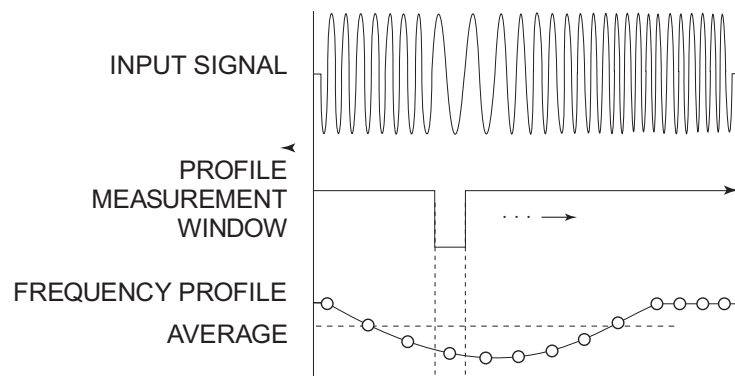 INPUT SIGNAL
PROFILE
MEASUREMENT
WINDOW
FREQUENCY PROFILE
AVERAGE